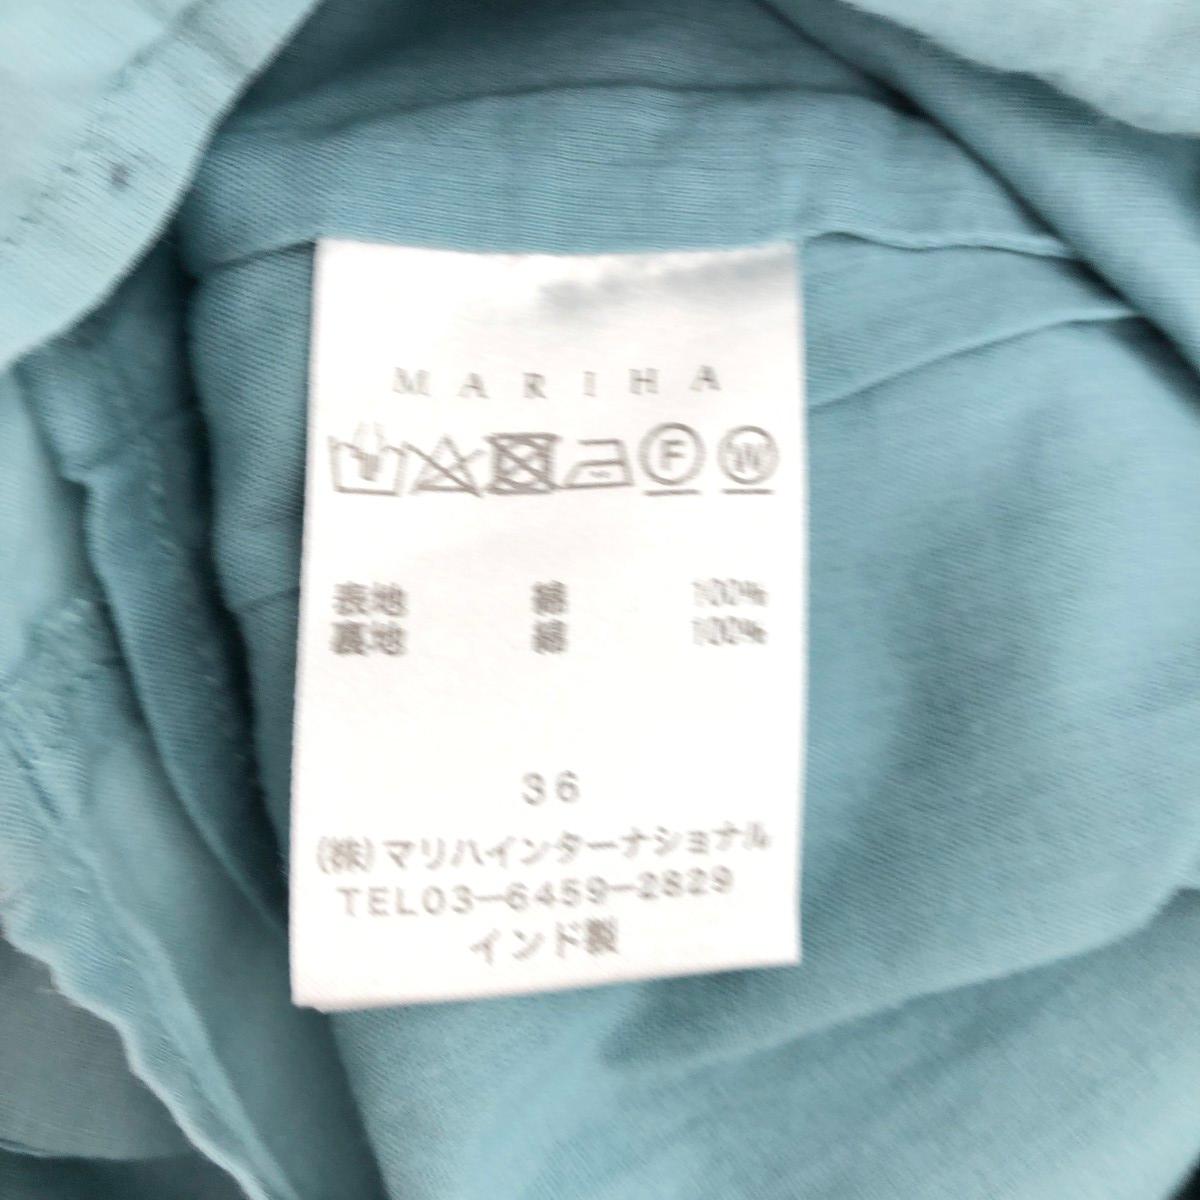 MARIHA
F W
表地 綿 100%
裏地 綿 100%
36
(株)マリハインターナショナル
TEL03-6459-2829
インド製